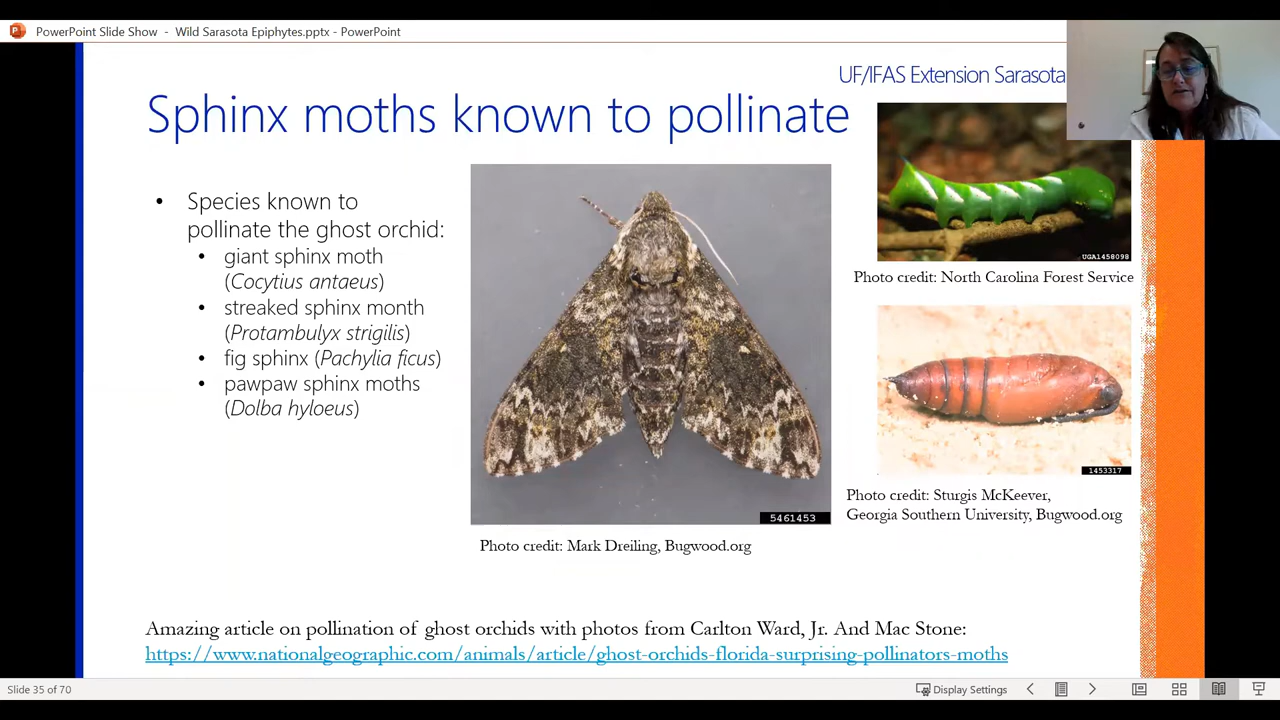 PowerPoint Slide Show - Wild Sarasota Epiphytes.pptx - PowerPoint
UF/IFAS Extension Sarasota
Sphinx moths known to pollinate
• Species known to
pollinate the ghost orchid:
• giant sphinx moth
(Cocytius antaeus)
• streaked sphinx month
(Protambulyx strigilis)
• fig sphinx (Pachylia ficus)
• pawpaw sphinx moths
(Dolba hyloeus)
5461453
Photo credit: Mark Dreiling, Bugwood.org
UGA1458098
Photo credit: North Carolina Forest Service
1453317
Photo credit: Sturgis McKeever,
Georgia Southern University, Bugwood.org
Amazing article on pollination of ghost orchids with photos from Carlton Ward, Jr. And Mac Stone:
https://www.nationalgeographic.com/animals/article/ghost-orchids-florida-surprising-pollinators-moths
Slide 35 of 70
Display Settings